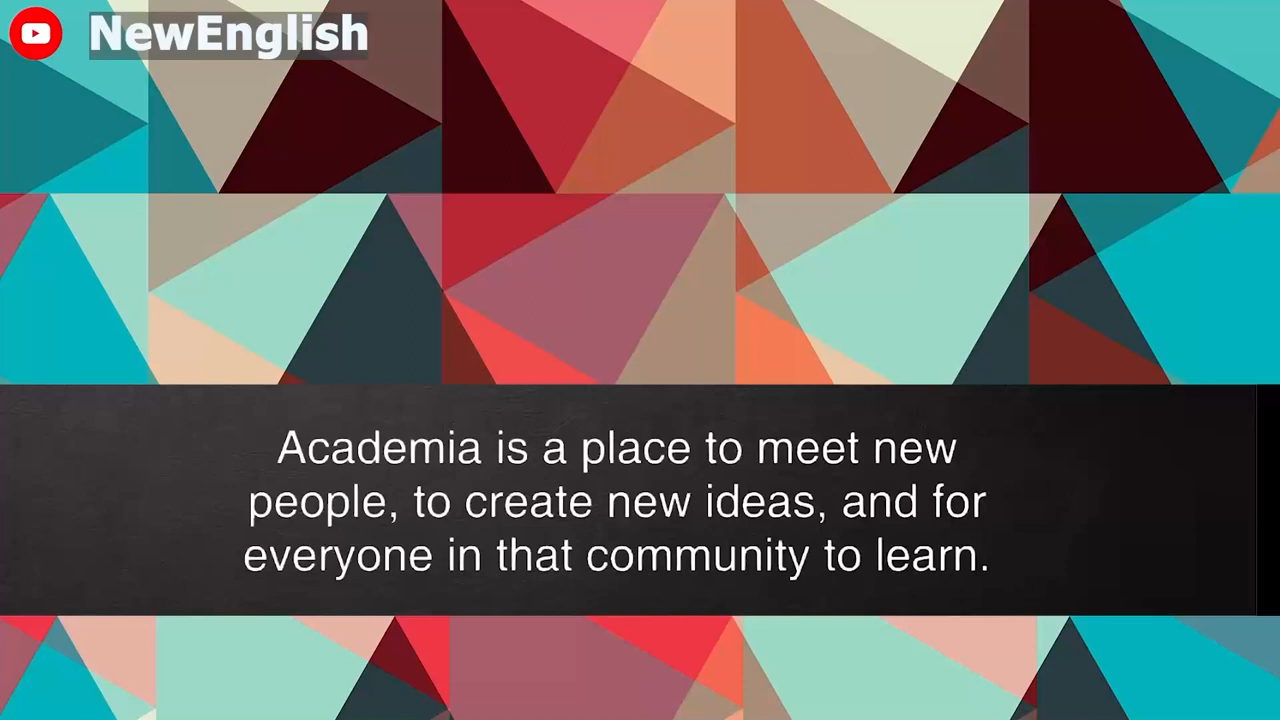 NewEnglish
Academia is a place to meet new
people, to create new ideas, and for
everyone in that community to learn.